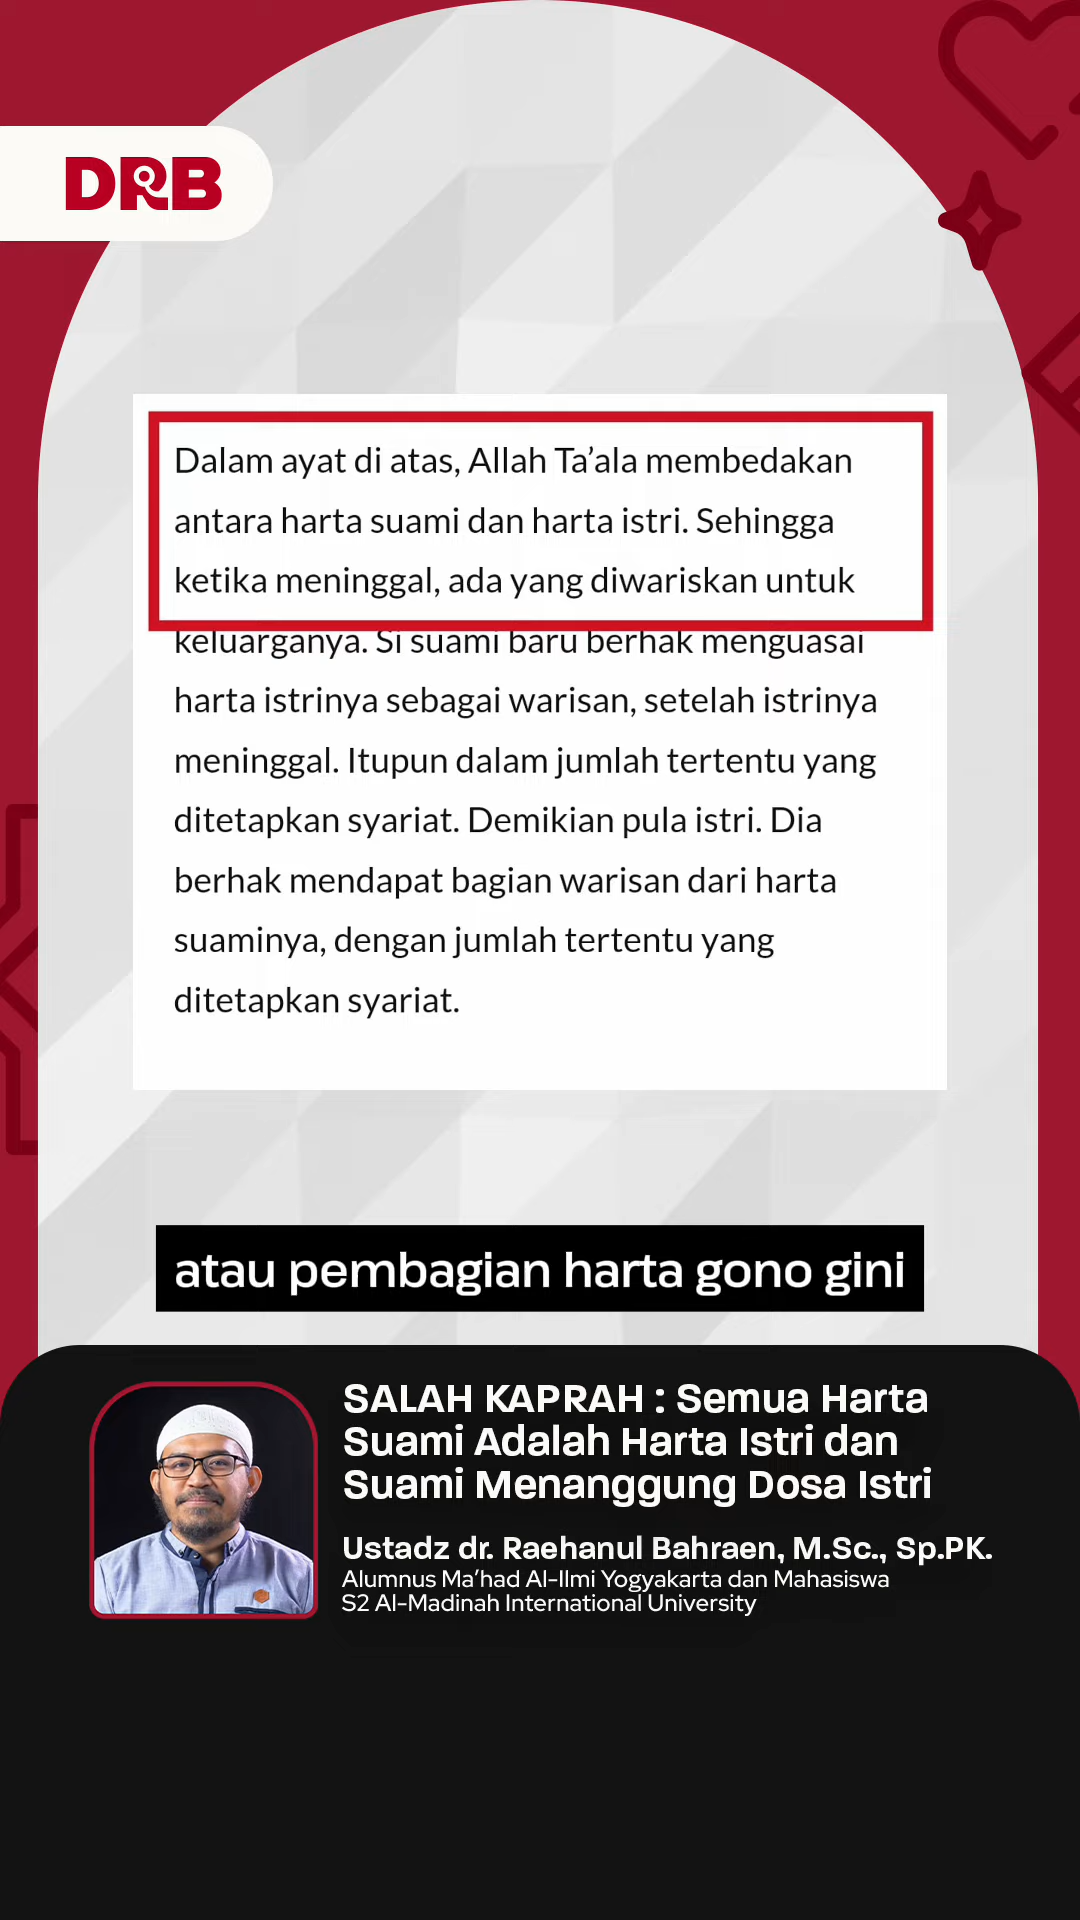 DRB
Dalam ayat di atas, Allah Ta’ala membedakan
antara harta suami dan harta istri. Sehingga
ketika meninggal, ada yang diwariskan untuk
keluarganya. Si suami baru berhak menguasai
harta istrinya sebagai warisan, setelah istrinya
meninggal. Itupun dalam jumlah tertentu yang
ditetapkan syariat. Demikian pula istri. Dia
berhak mendapat bagian warisan dari harta
suaminya, dengan jumlah tertentu yang
ditetapkan syariat.
atau pembagian harta gono gini
SALAH KAPRAH : Semua Harta
Suami Adalah Harta Istri dan
Suami Menanggung Dosa Istri
Ustadz dr. Raehanul Bahraen, M.Sc., Sp.PK.
Alumnus Ma’had Al-Ilmi Yogyakarta dan Mahasiswa
S2 Al-Madinah International University